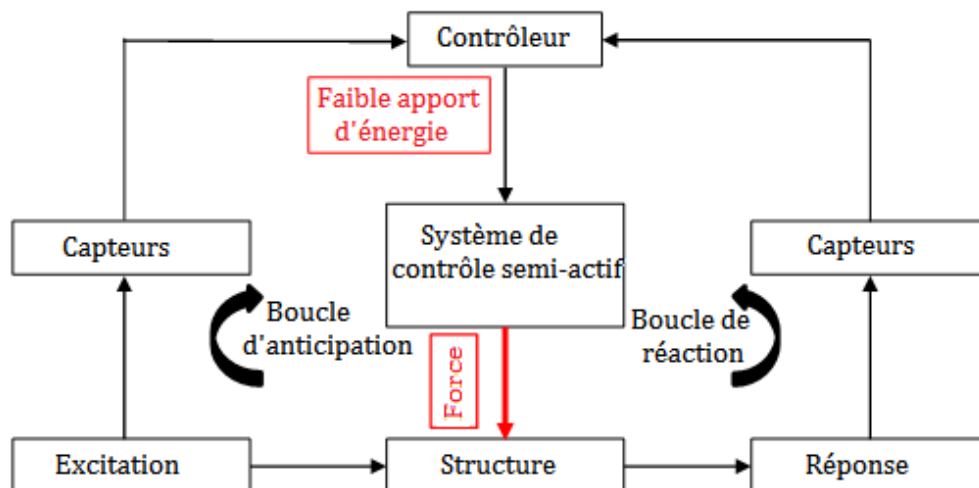 Contrôleur
Faible apport
d'énergie
Capteurs
Système de
contrôle semi-actif
Capteurs
Boucle
d'anticipation
Boucle de
réaction
Force
Excitation
Structure
Réponse